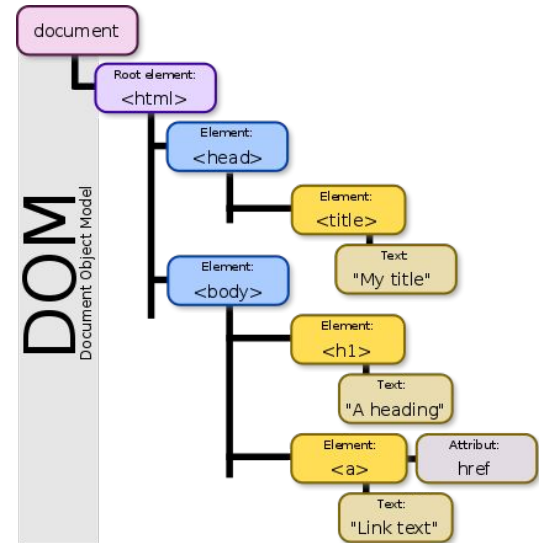 document
Root element:
<html>
Element:
<head>
Element:
<title>
Text:
"My title"
Element:
<body>
Element:
<h1>
Text:
"A heading"
Element:
<a>
Attribut:
href
Text:
"Link text"
DOM
Document Object Model